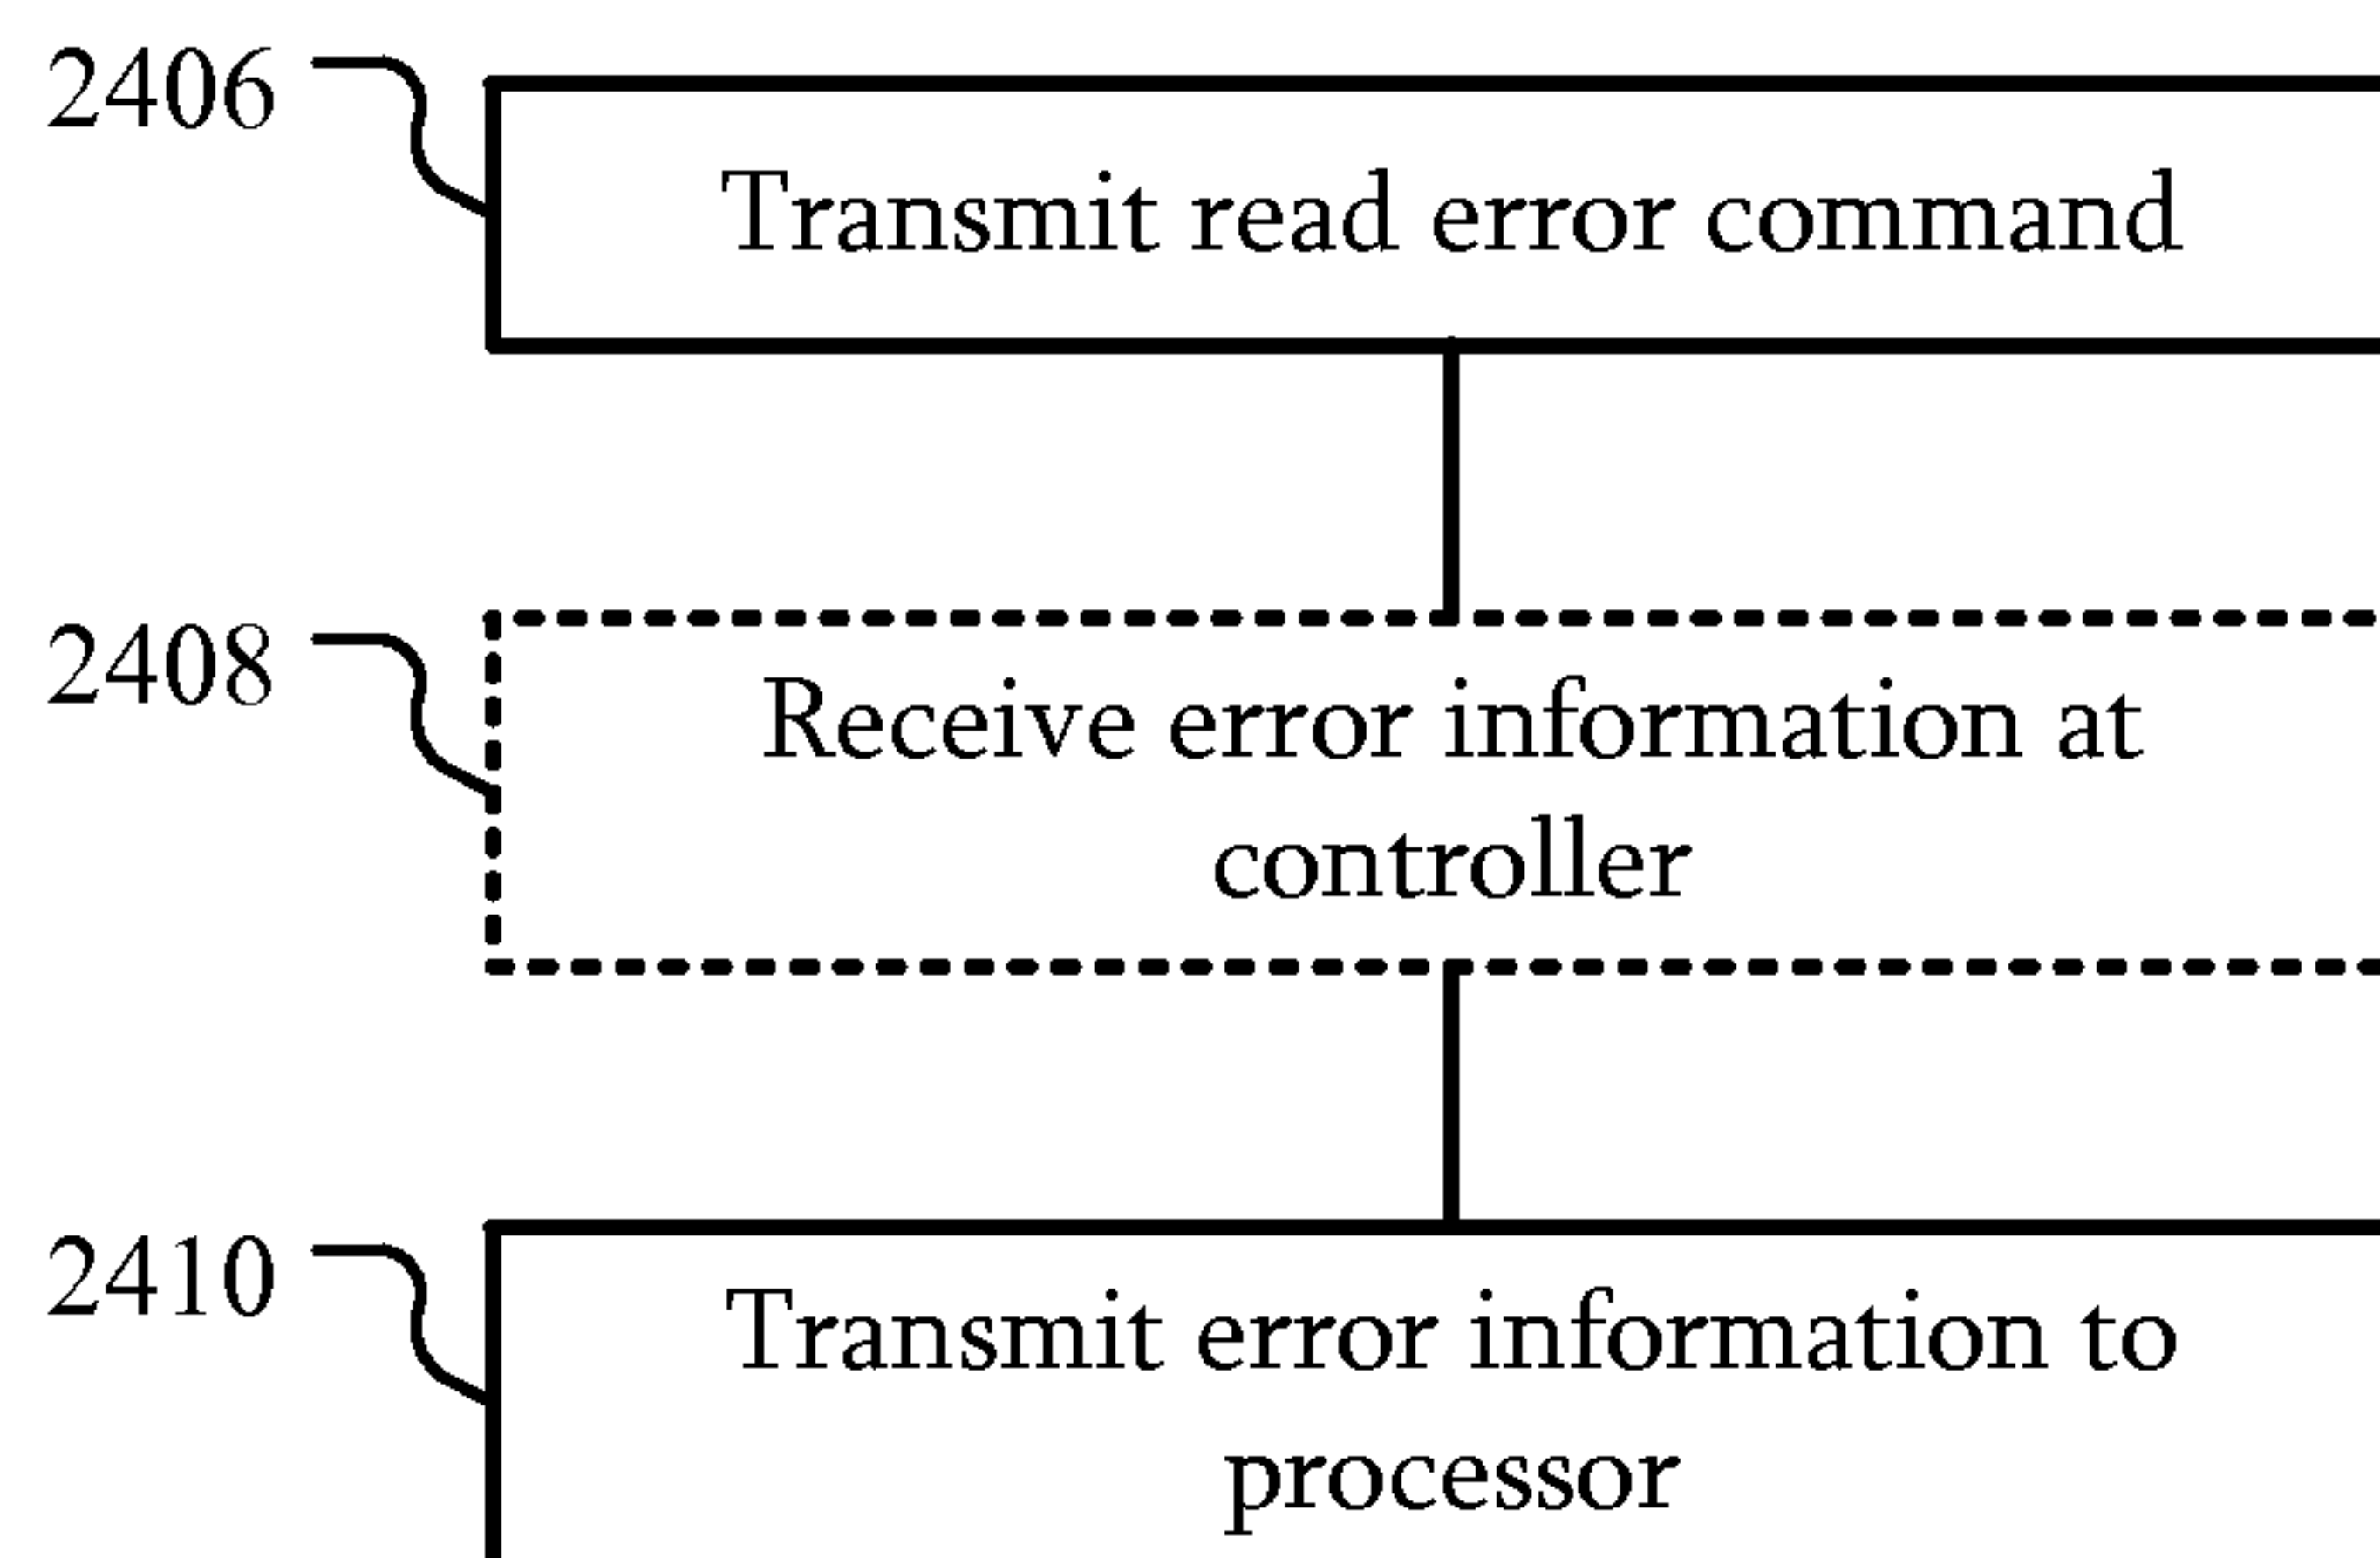 2406
Transmit read error command
2408
Receive error information at
controller
2410
Transmit error information to
processor